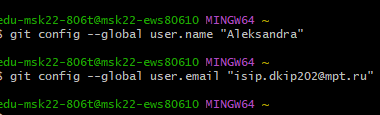 edu-msk22-806t@msk22-ews80610 MINGW64 ~
$ git config --global user.name "Aleksandra"
edu-msk22-806t@msk22-ews80610 MINGW64 ~
$ git config --global user.email "isip.dkip202@mpt.ru"
edu-msk22-806t@msk22-ews80610 MINGW64 ~